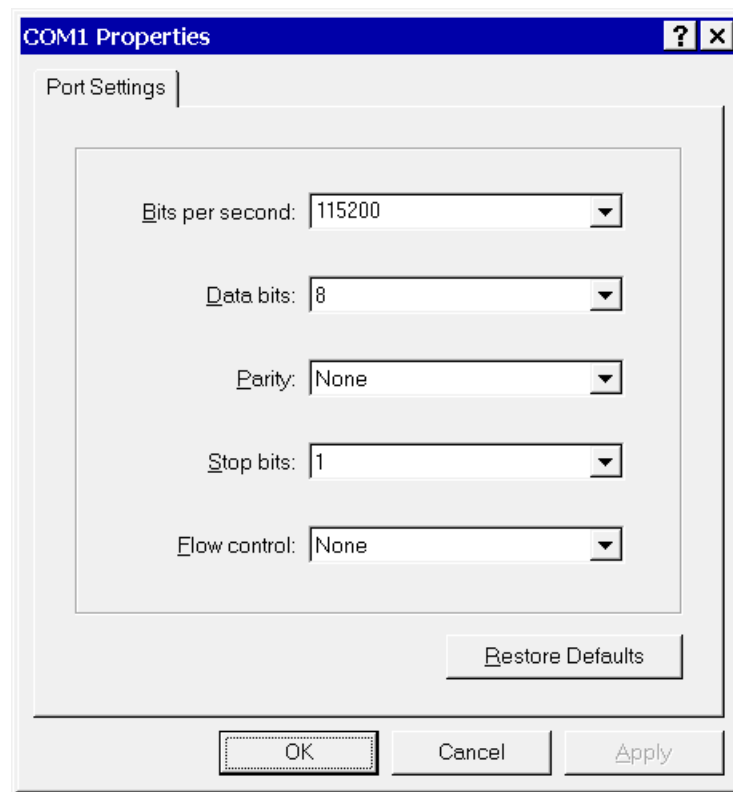 COM1 Properties
Port Settings
Bits per second: 115200
Data bits: 8
Parity: None
Stop bits: 1
Flow control: None
Restore Defaults
OK Cancel Apply